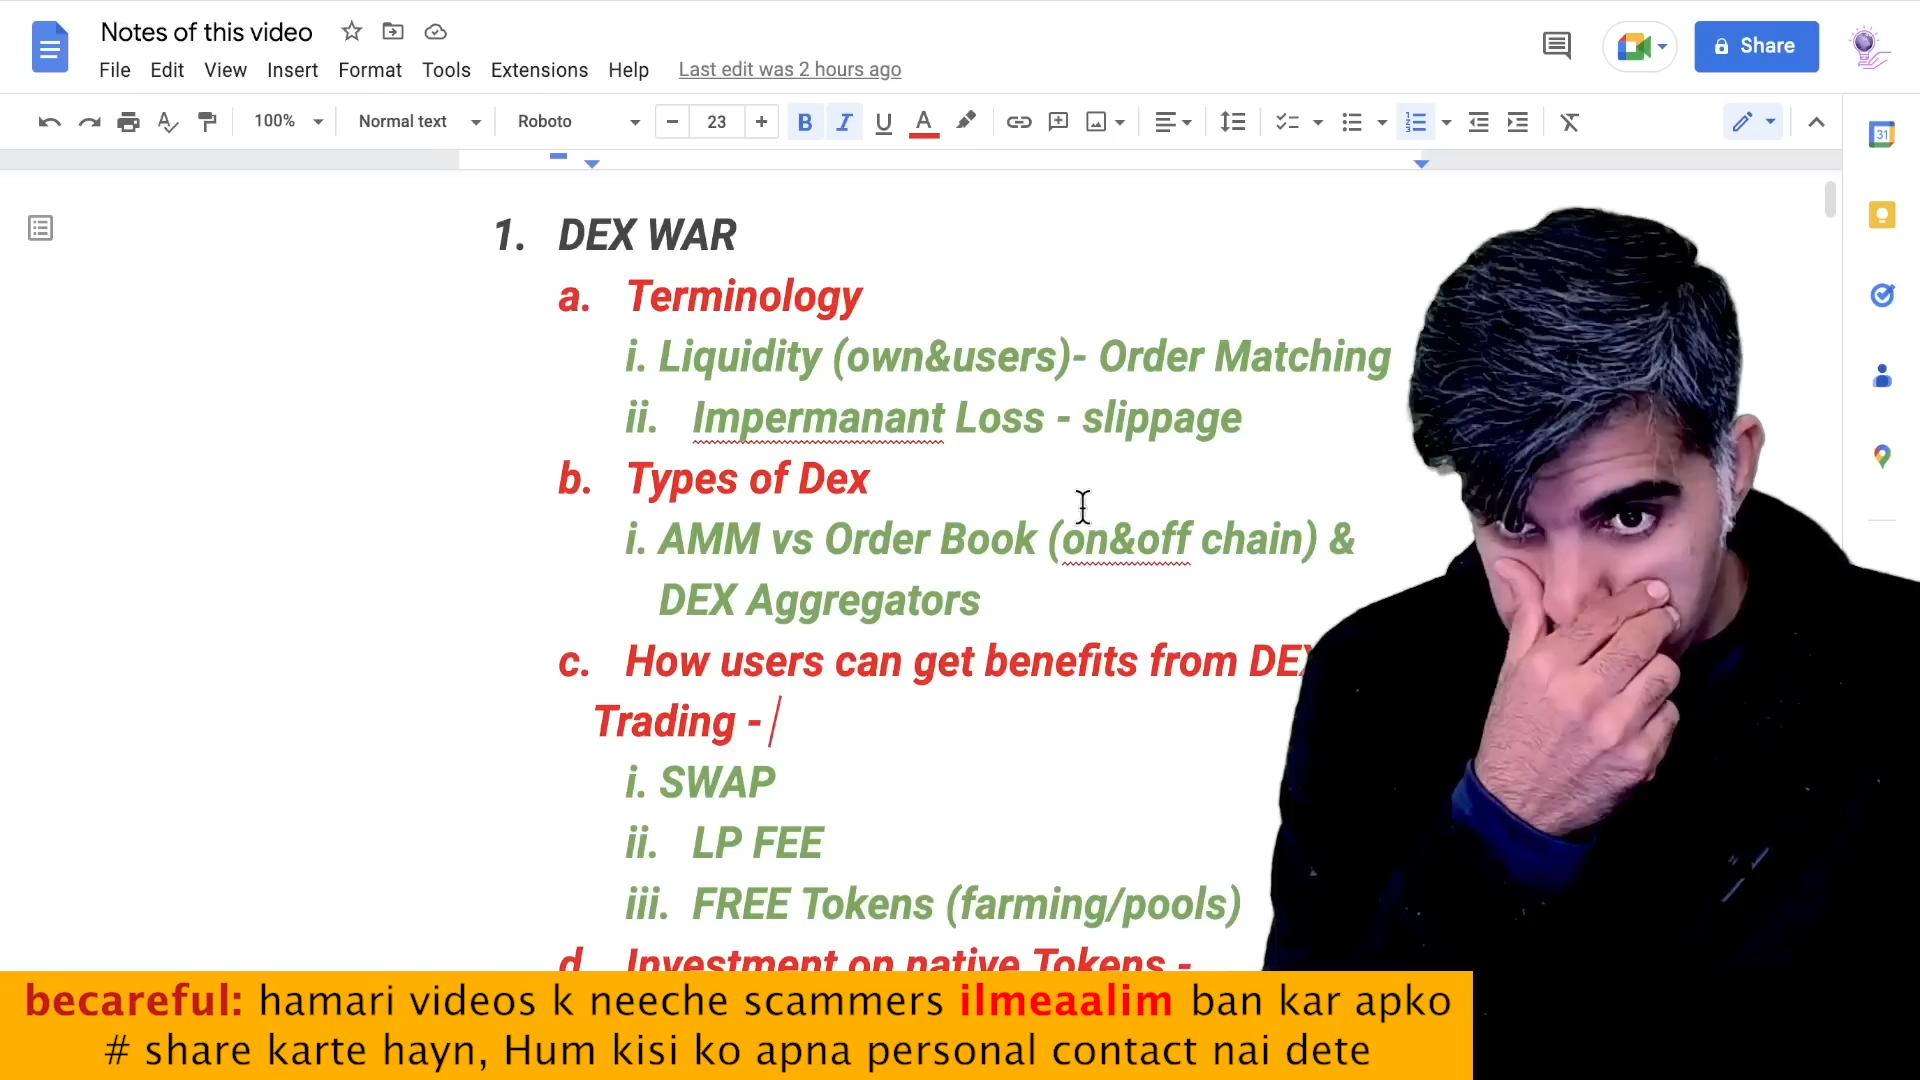 Notes of this video
File Edit View Insert Format Tools Extensions Help Last edit was 2 hours ago
Share
100% Normal text Roboto 23 B I U A
31
1. DEX WAR
a. Terminology
i. Liquidity (own&users)- Order Matching
ii. Impermanant Loss - slippage
b. Types of Dex
i. AMM vs Order Book (on&off chain) &
DEX Aggregators
c. How users can get benefits from DEX
Trading -
i. SWAP
ii. LP FEE
iii. FREE Tokens (farming/pools)
d. Investment on native Tokens -
becareful: hamari videos k neeche scammers ilmeaalim ban kar apko
# share karte hayn, Hum kisi ko apna personal contact nai dete